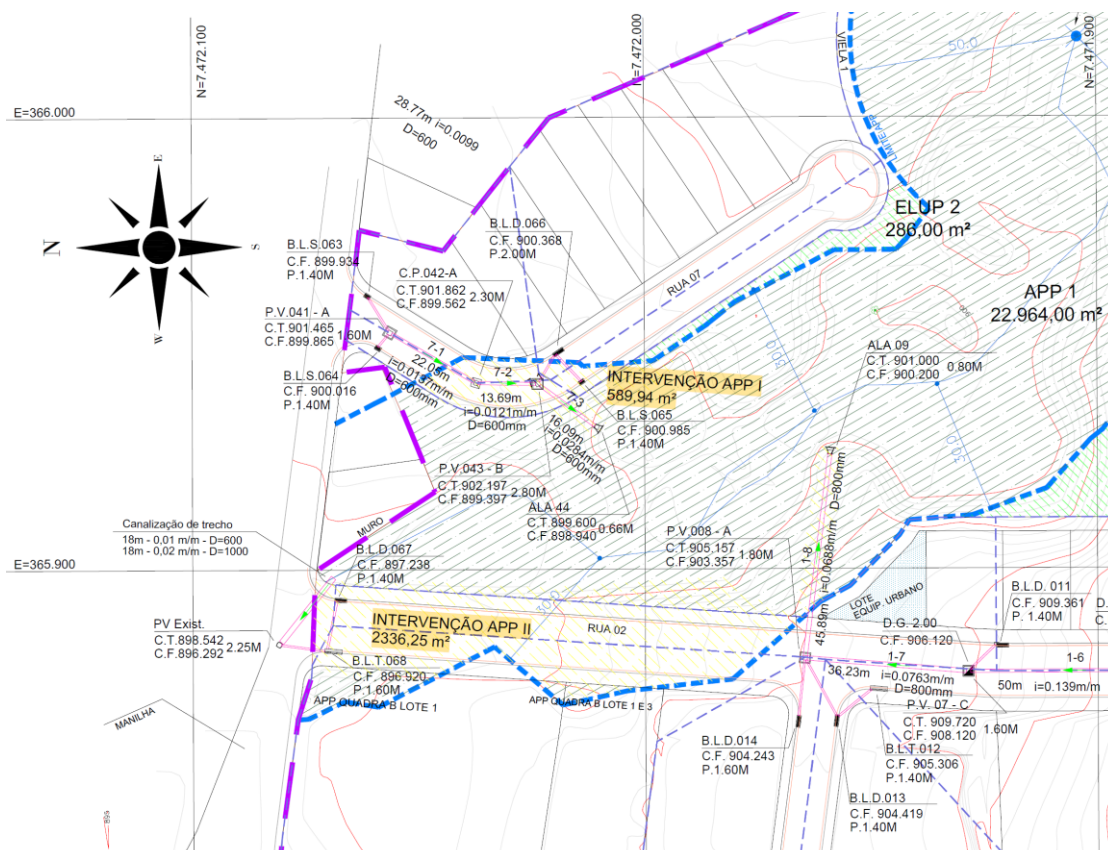 N=7.472.100
N=7.472.000
N=7.471.900
VIELA 1
50.0
E=366.000
28.77m i=0.0099
D=600
LIMITE APP
E
N
S
W
ELUP 2
286,00 m²
B.L.D.066
C.F. 900.368
P.2.00M
B.L.S.063
C.F. 899.934
P.1.40M
C.P.042-A
C.T.901.862
C.F.899.562
2.30M
RUA 07
APP 1
22.964,00 m²
900
P.V.041 - A
C.T.901.465
C.F.899.865
1.60M
ALA 09
C.T. 901.000
C.F. 900.200
0.80M
30.0
7-1
22.05m
i=0.0137m/m
D=600mm
7-2
13.69m
i=0.0121m/m
D=600mm
7-3
16.09m
i=0.0284m/m
D=600mm
INTERVENÇÃO APP I
589,94 m²
B.L.S.064
C.F. 900.016
P.1.40M
B.L.S.065
C.F. 900.985
P.1.40M
P.V.043 - B
C.T.902.197
C.F.899.397
2.80M
ALA 44
C.T.899.600
C.F. 898.940
0.66M
Canalização de trecho
18m - 0,01 m/m - D=600
18m - 0,02 m/m - D=1000
MURO
B.L.D.067
C.F. 897.238
P.1.40M
P.V.008 - A
C.T.905.157
C.F.903.357
1.80M
1-8
45.89m i=0.0688m/m D=800mm
E=365.900
30.0
LOTE
EQUIP. URBANO
B.L.D. 011
C.F. 909.361
P. 1.40M
D.
C.
PV Exist.
C.T.898.542
C.F.896.292
2.25M
INTERVENÇÃO APP II
2336,25 m²
RUA 02
D.G. 2.00
C.F. 906.120
1-7
36.23m
i=0.0763m/m
D=800mm
1-6
50m i=0.139m/m
B.L.T.068
C.F. 896.920
P.1.60M
APP QUADRA B LOTE 1
APP QUADRA B LOTE 1 E 3
MANILHA
P.V. 07 - C
C.T. 909.720
C.F. 908.120
1.60M
B.L.D.014
C.F. 904.243
P.1.60M
B.L.T.012
C.F. 905.306
P.1.40M
B.L.D.013
C.F. 904.419
P.1.40M
899